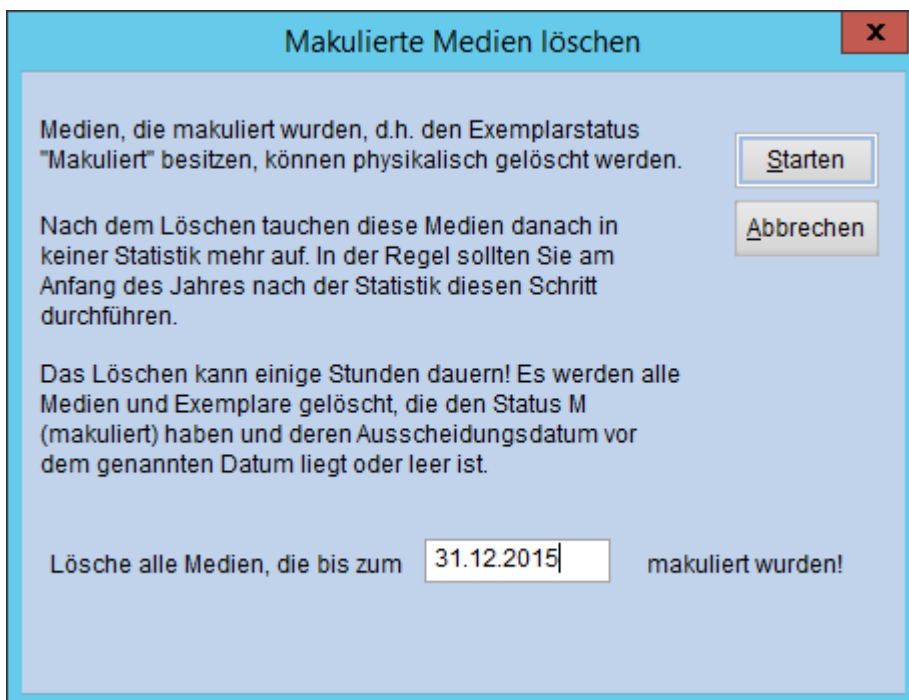 Makulierte Medien löschen
x
Medien, die makuliert wurden, d.h. den Exemplarstatus
"Makuliert" besitzen, können physikalisch gelöscht werden.
Starten
Abbrechen
Nach dem Löschen tauchen diese Medien danach in
keiner Statistik mehr auf. In der Regel sollten Sie am
Anfang des Jahres nach der Statistik diesen Schritt
durchführen.
Das Löschen kann einige Stunden dauern! Es werden alle
Medien und Exemplare gelöscht, die den Status M
(makuliert) haben und deren Ausscheidungsdatum vor
dem genannten Datum liegt oder leer ist.
Lösche alle Medien, die bis zum 31.12.2015 makuliert wurden!